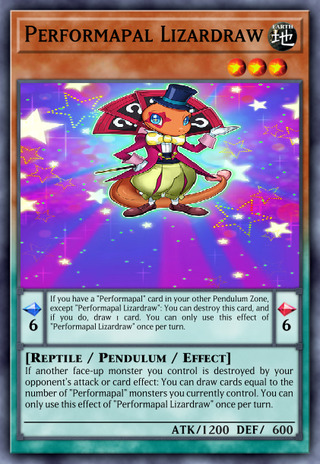 PERFORMAPAL LIZARDRAW
EARTH
地
If you have a "Performapal" card in your other Pendulum Zone,
except "Performapal Lizardraw": You can destroy this card, and
if you do, draw 1 card. You can only use this effect of
"Performapal Lizardraw" once per turn.
6
6
[REPTILE / PENDULUM / EFFECT]
If another face-up monster you control is destroyed by your
opponent's attack or card effect: You can draw cards equal to the
number of "Performapal" monsters you currently control. You can
only use this effect of "Performapal Lizardraw" once per turn.
ATK/1200 DEF/ 600